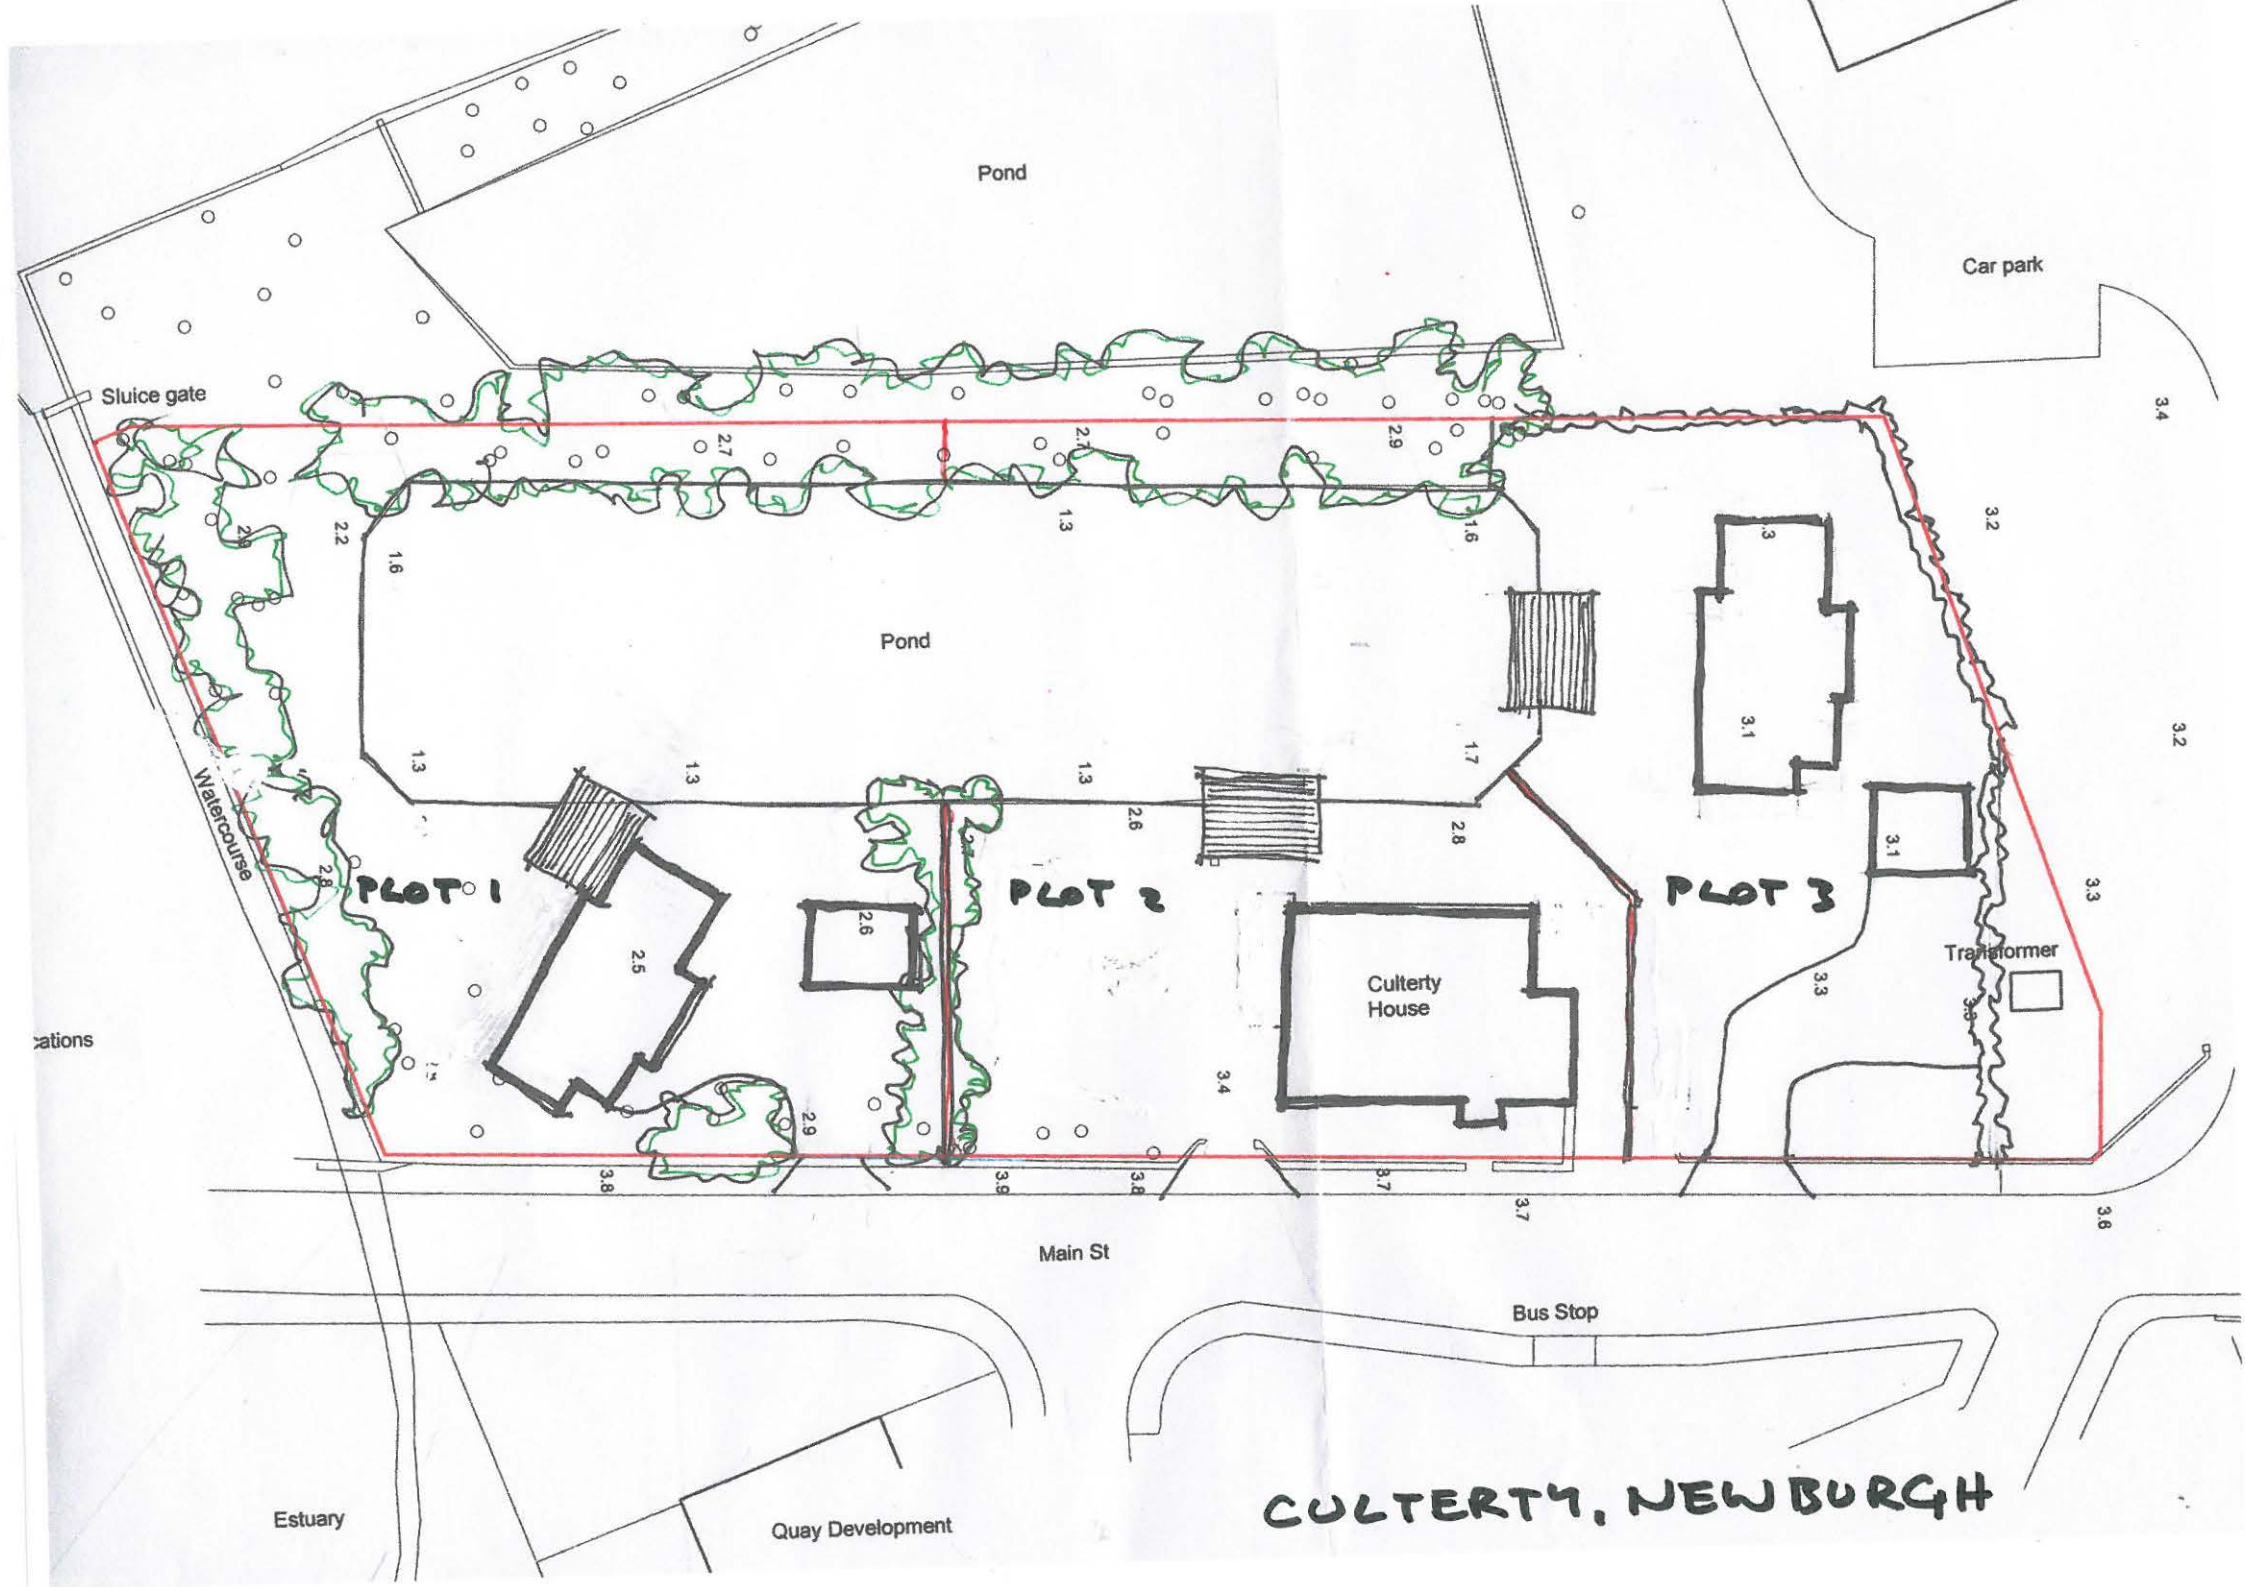 Pond
Car park
3.4
Sluice gate
2.7
2.7
2.9
3.2
2.2
1.6
1.3
1.6
.3
Pond
3.1
3.2
1.3
1.3
1.3
1.7
Watercourse
2.6
2.8
2.8
PLOT 1
PLOT 2
PLOT 3
3.1
3.3
2.6
2.5
Culterty
House
Transformer
3.3
cations
3.4
2.9
3.8
3.9
3.8
3.7
3.7
3.6
Main St
Bus Stop
Estuary
Quay Development
CULTERTY, NEWBURGH